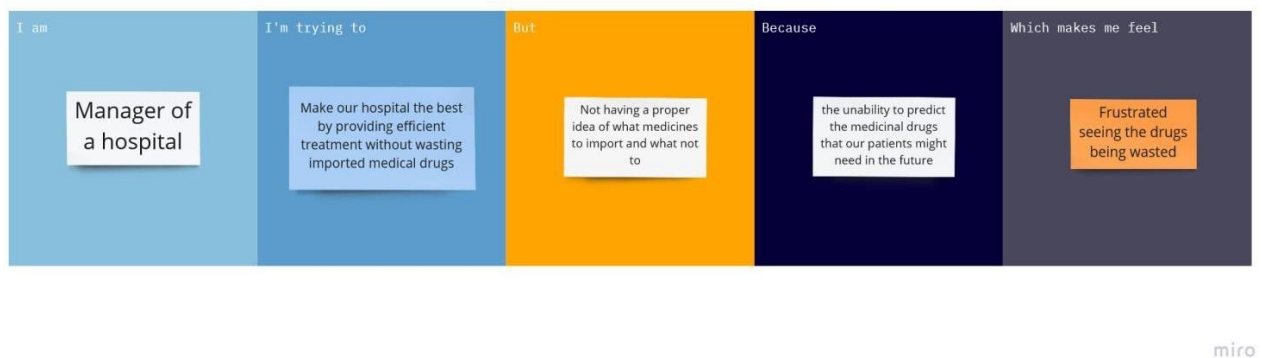 I am
Manager of
a hospital
I'm trying to
Make our hospital the best
by providing efficient
treatment without wasting
imported medical drugs
But
Not having a proper
idea of what medicines
to import and what not
to
Because
the unability to predict
the medicinal drugs
that our patients might
need in the future
Which makes me feel
Frustrated
seeing the drugs
being wasted
miro